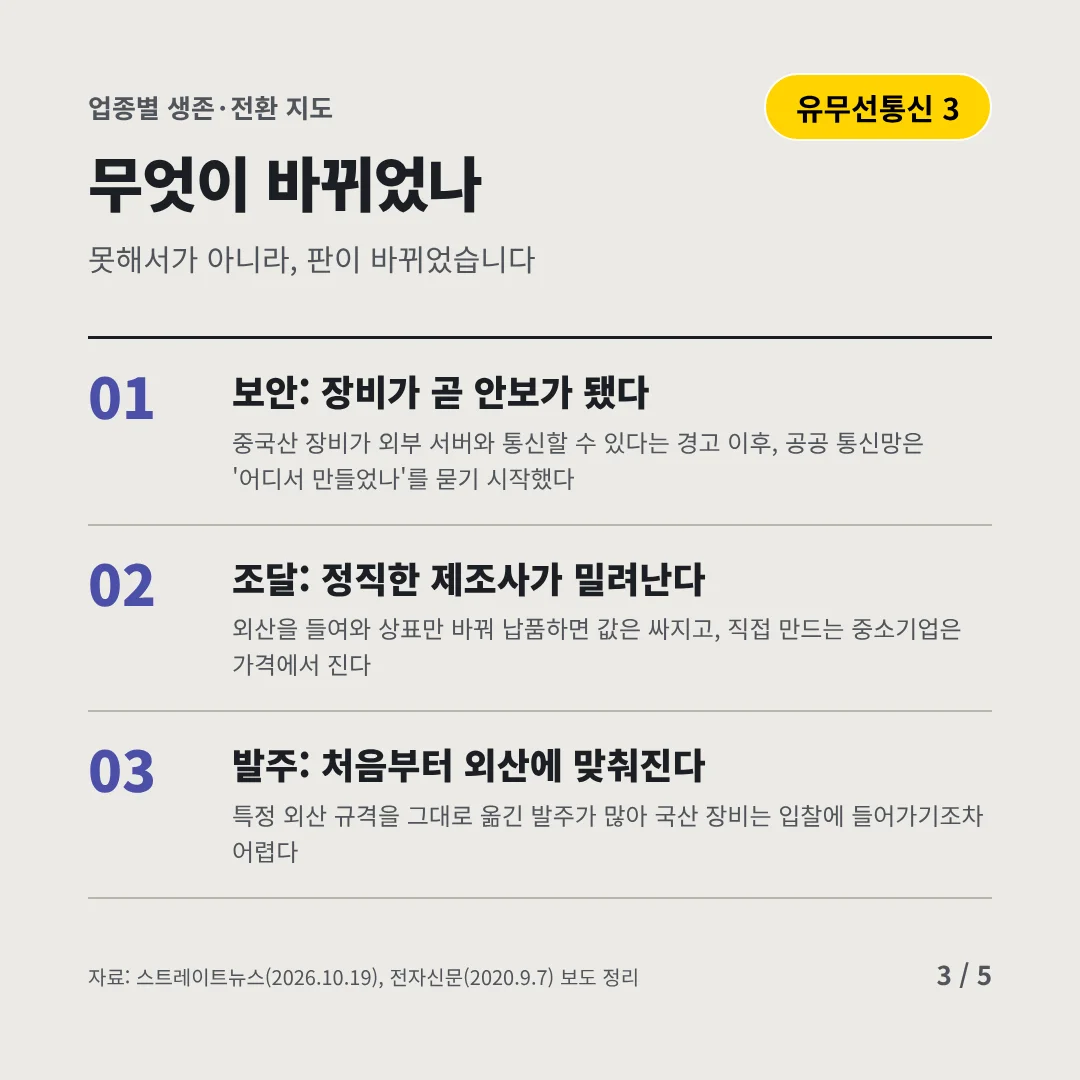 업종별 생존·전환 지도
유무선통신 3
무엇이 바뀌었나
못해서가 아니라, 판이 바뀌었습니다
01
보안: 장비가 곧 안보가 됐다
중국산 장비가 외부 서버와 통신할 수 있다는 경고 이후, 공공 통신망은
'어디서 만들었나'를 묻기 시작했다
02
조달: 정직한 제조사가 밀려난다
외산을 들여와 상표만 바꿔 납품하면 값은 싸지고, 직접 만드는 중소기업은
가격에서 진다
03
발주: 처음부터 외산에 맞춰진다
특정 외산 규격을 그대로 옮긴 발주가 많아 국산 장비는 입찰에 들어가기조차
어렵다
자료: 스트레이트뉴스(2026.10.19), 전자신문(2020.9.7) 보도 정리
3 / 5